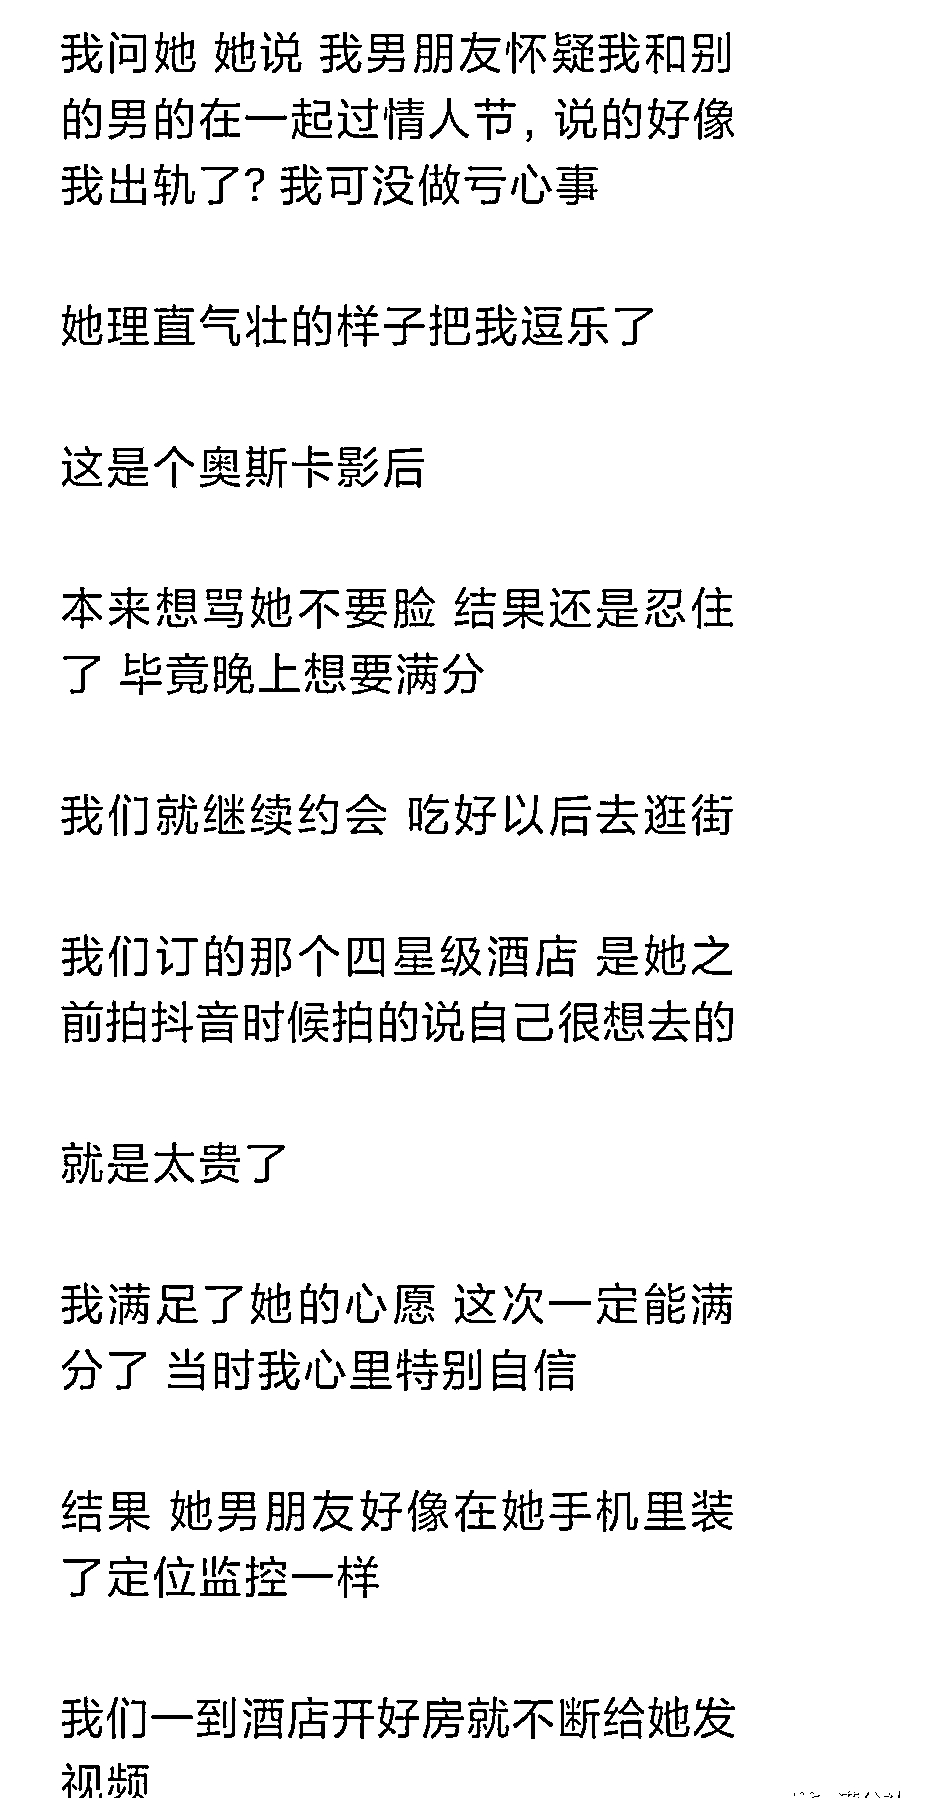 我问她 她说 我男朋友怀疑我和别
的男的在一起过情人节，说的好像
我出轨了？我可没做亏心事
她理直气壮的样子把我逗乐了
这是个奥斯卡影后
本来想骂她不要脸 结果还是忍住
了 毕竟晚上想要满分
我们就继续约会 吃好以后去逛街
我们订的那个四星级酒店 是她之
前拍抖音时候拍的说自己很想去的
就是太贵了
我满足了她的心愿 这次一定能满
分了 当时我心里特别自信
结果 她男朋友好像在她手机里装
了定位监控一样
我们一到酒店开好房就不断给她发
视频